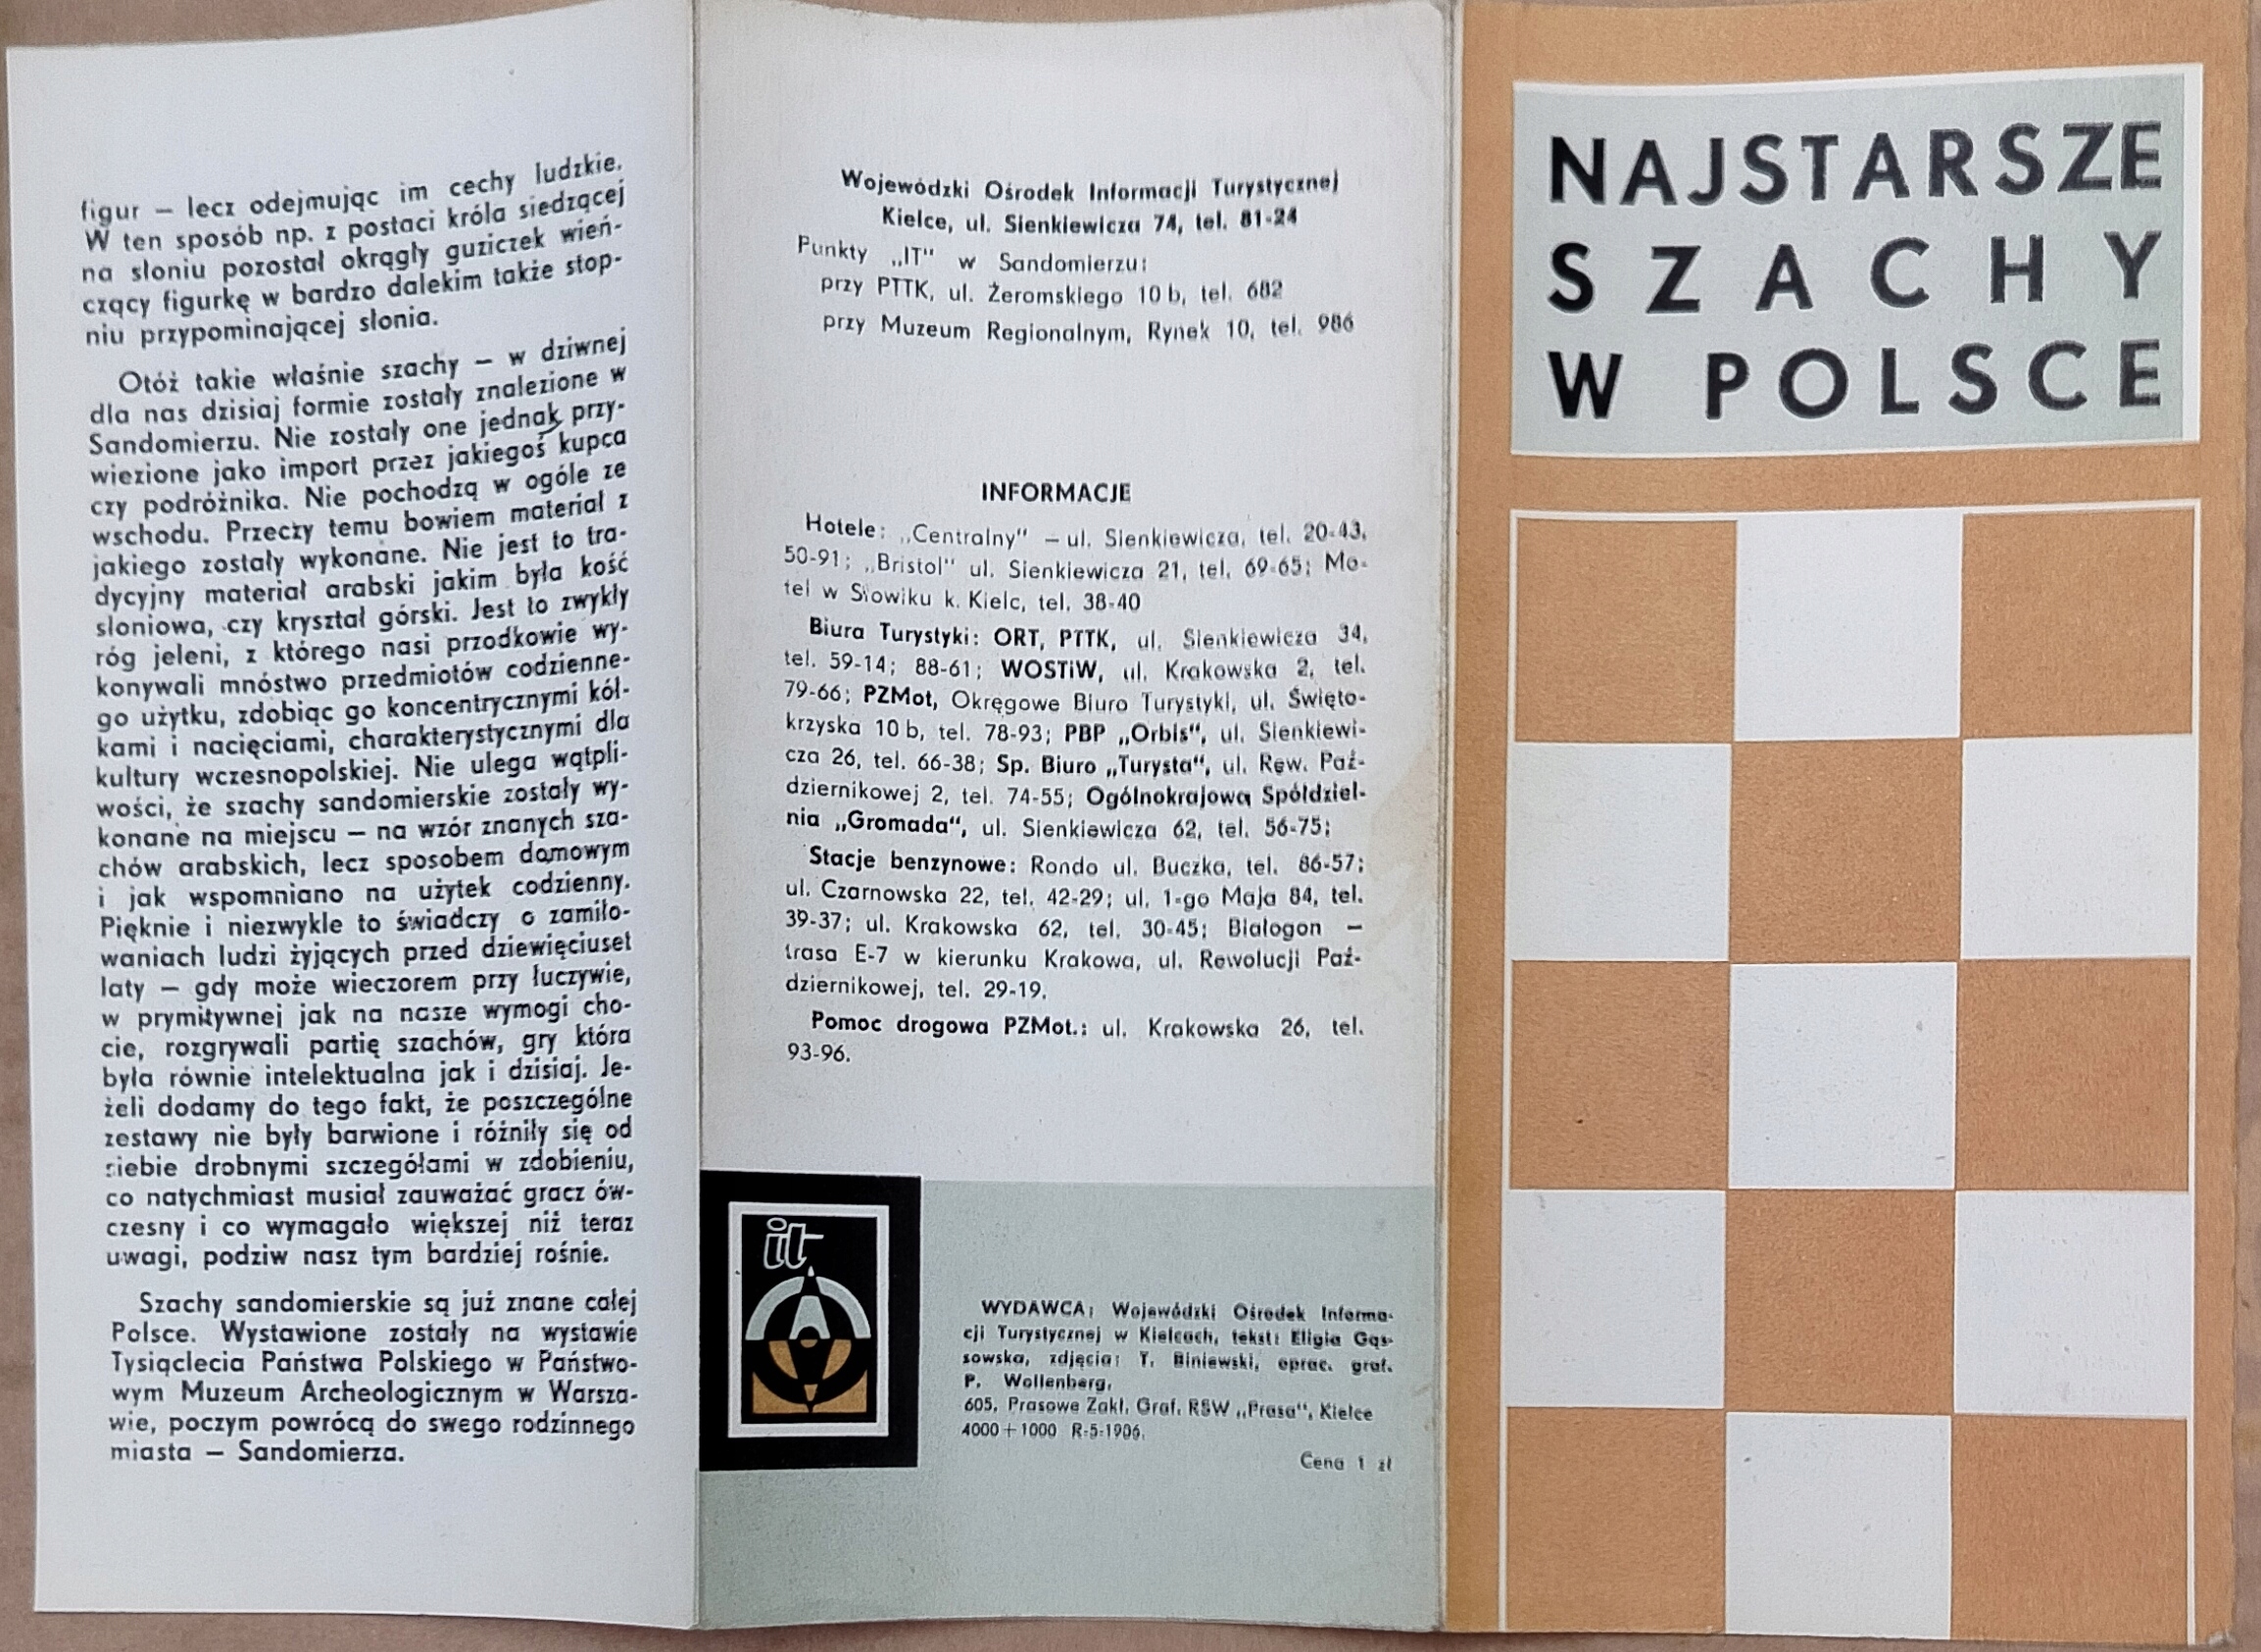 figur — lecz odejmując im cechy ludzkie.
W ten sposób np. z postaci króla siedzącej
na słoniu pozostał okrągły guziczek wień-
czący figurkę w bardzo dalekim także stop-
niu przypominającej słonia.
Otóż takie właśnie szachy — w dziwnej
dla nas dzisiaj formie zostały znalezione w
Sandomierzu. Nie zostały one jednak przy-
wiezione jako import przez jakiegoś kupca
czy podróżnika. Nie pochodzą w ogóle ze
wschodu. Przeczy temu bowiem materiał z
jakiego zostały wykonane. Nie jest to tra-
dycyjny materiał arabski jakim była kość
słoniowa, czy kryształ górski. Jest to zwykły
róg jeleni, z którego nasi przodkowie wy-
konywali mnóstwo przedmiotów codzienne-
go użytku, zdobiąc go koncentrycznymi kół-
kami i nacięciami, charakterystycznymi dla
kultury wczesnopolskiej. Nie ulega wątpli-
wości, że szachy sandomierskie zostały wy-
konane na miejscu — na wzór znanych sza-
chów arabskich, lecz sposobem domowym
i jak wspomniano na użytek codzienny.
Pięknie i niezwykle to świadczy o zamiło-
waniach ludzi żyjących przed dziewięciuset
laty — gdy może wieczorem przy łuczywie,
w prymitywnej jak na nasze wymogi cho-
cie, rozgrywali partię szachów, gry która
była równie intelektualna jak i dzisiaj. Je-
żeli dodamy do tego fakt, że poszczególne
zestawy nie były barwione i różniły się od
siebie drobnymi szczegółami w zdobieniu,
co natychmiast musiał zauważać gracz ów-
czesny i co wymagało większej niż teraz
uwagi, podziw nasz tym bardziej rośnie.
Szachy sandomierskie są już znane całej
Polsce. Wystawione zostały na wystawie
Tysiąclecia Państwa Polskiego w Państwo-
wym Muzeum Archeologicznym w Warsza-
wie, poczym powrócą do swego rodzinnego
miasta — Sandomierza.
Wojewódzki Ośrodek Informacji Turystycznej
Kielce, ul. Sienkiewicza 74, tel. 81-24
Punkty „IT" w Sandomierzu:
przy PTTK, ul. Żeromskiego 10 b, tel. 682
przy Muzeum Regionalnym, Rynek 10, tel. 986
INFORMACJE
Hotele: „Centralny" — ul. Sienkiewicza, tel. 20-43,
50-91; „Bristol" ul. Sienkiewicza 21, tel. 69-65; Mo-
tel w Słowiku k. Kielc, tel. 38-40
Biura Turystyki: ORT, PTTK, ul. Sienkiewicza 34,
tel. 59-14; 88-61; WOSTiW, ul. Krakowska 2, tel.
79-66; PZMot, Okręgowe Biuro Turystyki, ul. Święto-
krzyska 10 b, tel. 78-93; PBP „Orbis", ul. Sienkiewi-
cza 26, tel. 66-38; Sp. Biuro „Turysta", ul. Rew. Paź-
dziernikowej 2, tel. 74-55; Ogólnokrajowa Spółdziel-
nia „Gromada", ul. Sienkiewicza 62, tel. 56-75;
Stacje benzynowe: Rondo ul. Buczka, tel. 86-57;
ul. Czarnowska 22, tel. 42-29; ul. 1-go Maja 84, tel.
39-37; ul. Krakowska 62, tel. 30-45; Białogon —
trasa E-7 w kierunku Krakowa, ul. Rewolucji Paź-
dziernikowej, tel. 29-19.
Pomoc drogowa PZMot.: ul. Krakowska 26, tel.
93-96.
it
WYDAWCA: Wojewódzki Ośrodek Informa-
cji Turystycznej w Kielcach, tekst: Eligia Gąs-
sowska, zdjęcia: T. Biniewski, oprac. graf.
P. Wollenberg,
605, Prasowe Zakł. Graf. RSW „Prasa", Kielce
4000+1000 R-5-1906.
Cena 1 zł
NAJSTARSZE
SZACHY
W POLSCE